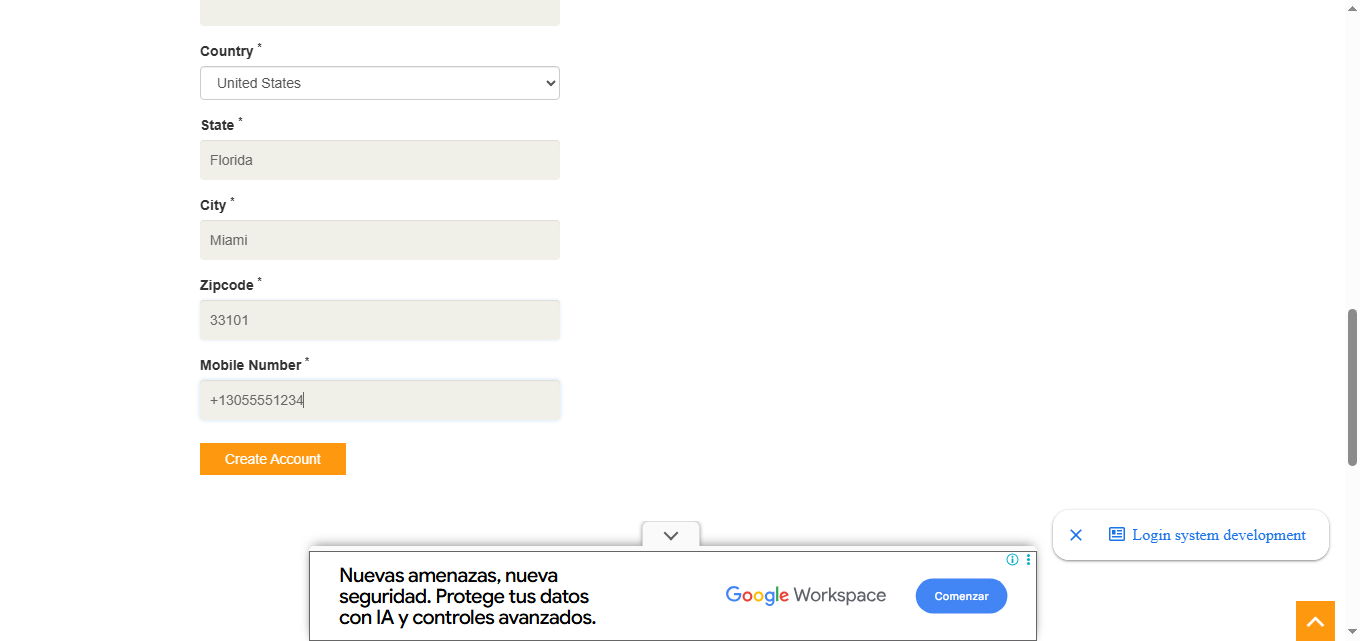 Country *
United States
State *
Florida
City *
Miami
Zipcode *
33101
Mobile Number *
+13055551234
Create Account
Login system development
Nuevas amenazas, nueva
seguridad. Protege tus datos
con IA y controles avanzados.
Google Workspace
Comenzar